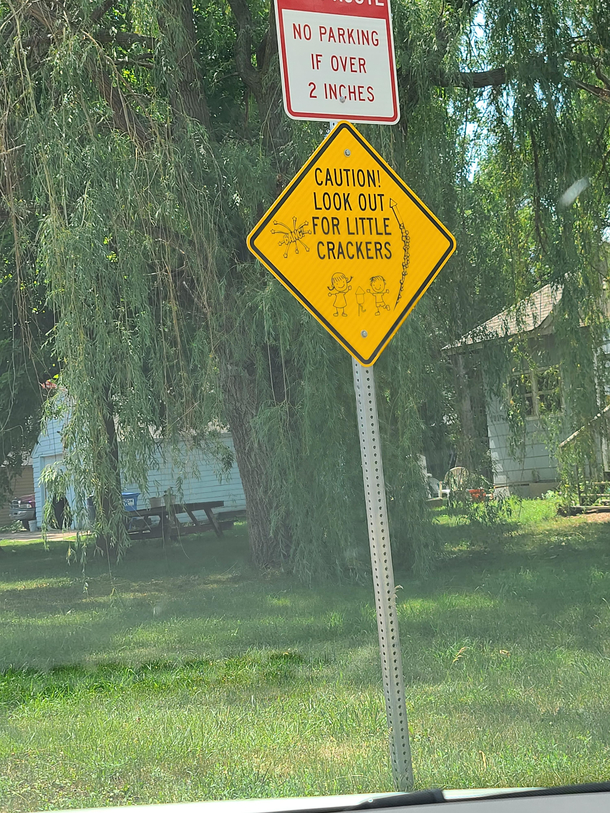 NO PARKING
IF OVER
2 INCHES
CAUTION!
LOOK OUT
FOR LITTLE
CRACKERS